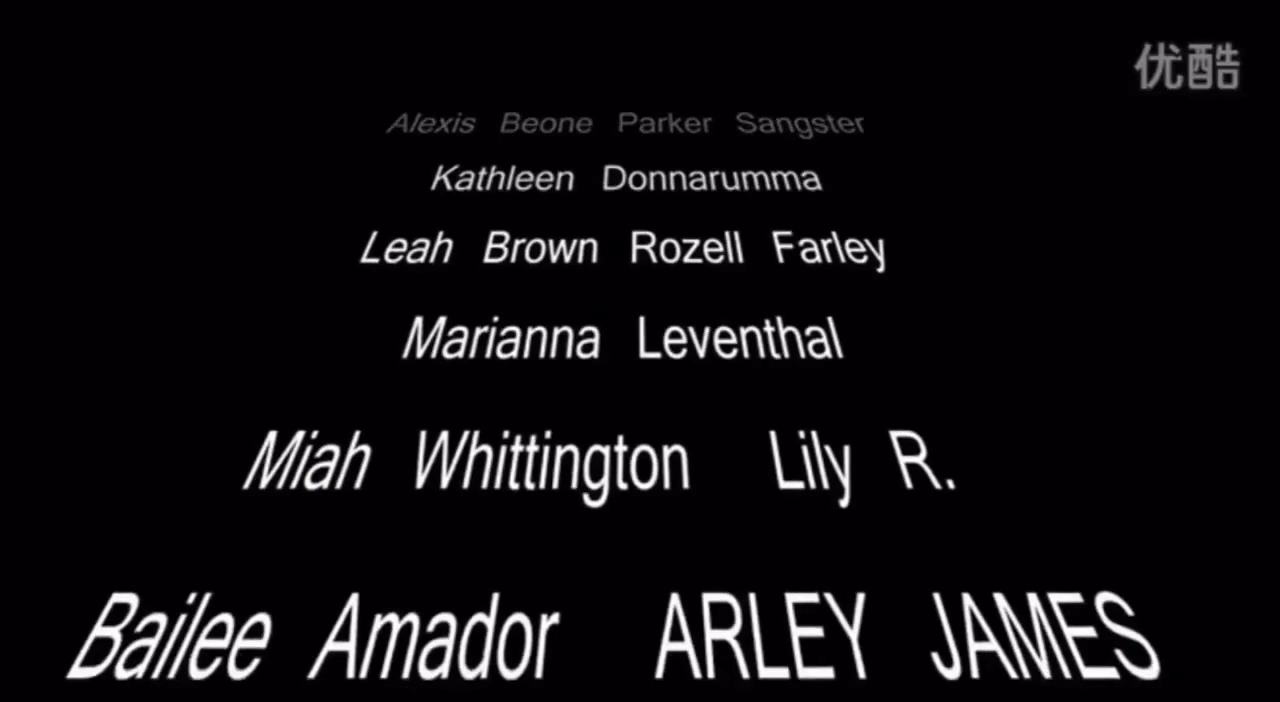 优酷
Alexis Beone Parker Sangster
Kathleen Donnarumma
Leah Brown Rozell Farley
Marianna Leventhal
Miah Whittington Lily R.
Bailee Amador ARLEY JAMES